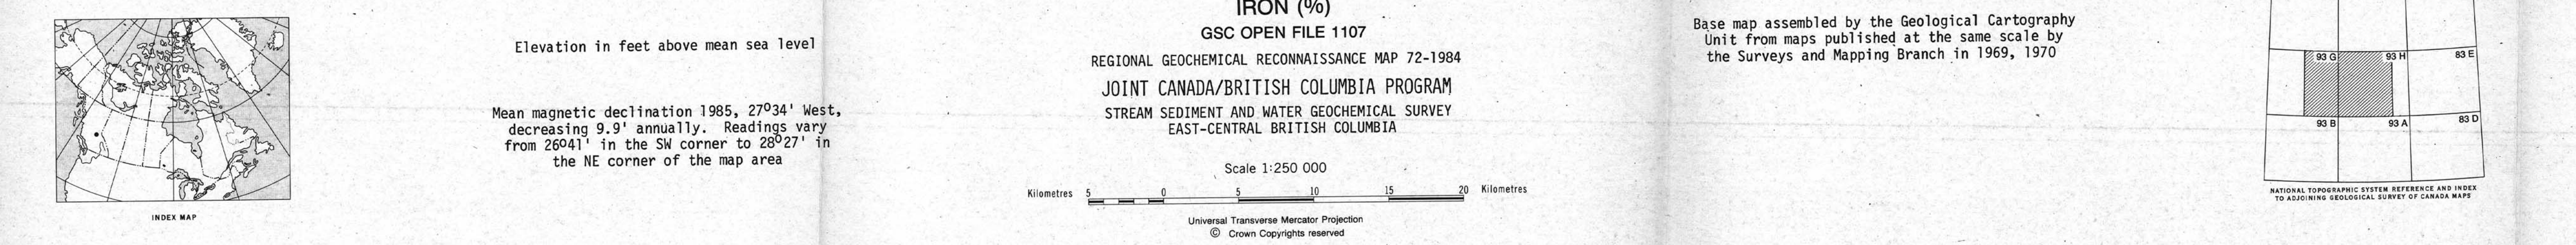 INDEX MAP
Elevation in feet above mean sea level
Mean magnetic declination 1985, 27°34' West,
decreasing 9.9' annually. Readings vary
from 26°41' in the SW corner to 28°27' in
the NE corner of the map area
IRON (%)
GSC OPEN FILE 1107
REGIONAL GEOCHEMICAL RECONNAISSANCE MAP 72-1984
JOINT CANADA/BRITISH COLUMBIA PROGRAM
STREAM SEDIMENT AND WATER GEOCHEMICAL SURVEY
EAST-CENTRAL BRITISH COLUMBIA
Scale 1:250 000
Kilometres 5 0 5 10 15 20 Kilometres
Universal Transverse Mercator Projection
© Crown Copyrights reserved
Base map assembled by the Geological Cartography
Unit from maps published at the same scale by
the Surveys and Mapping Branch in 1969, 1970
93 G 93 H 83 E
93 B 93 A 83 D
NATIONAL TOPOGRAPHIC SYSTEM REFERENCE AND INDEX
TO ADJOINING GEOLOGICAL SURVEY OF CANADA MAPS